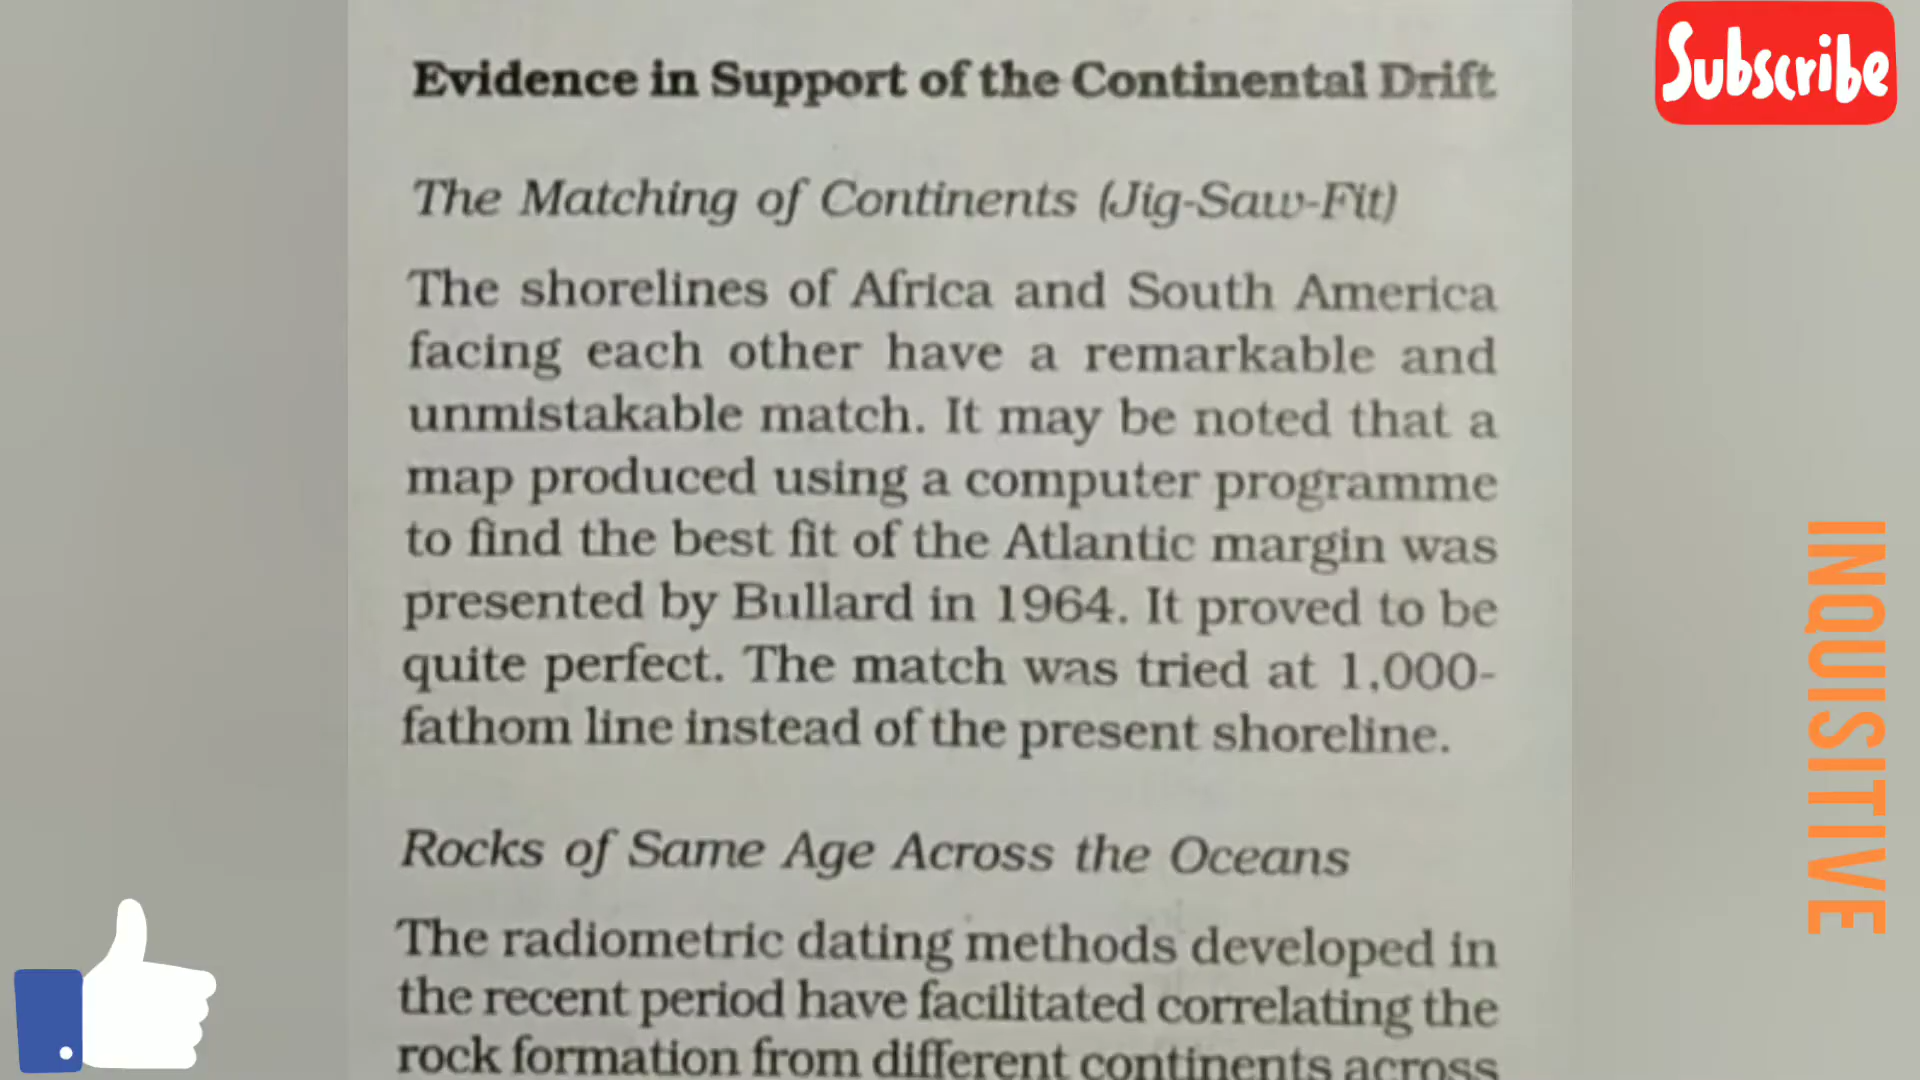 Evidence in Support of the Continental Drift
The Matching of Continents (Jig-Saw-Fit)
The shorelines of Africa and South America
facing each other have a remarkable and
unmistakable match. It may be noted that a
map produced using a computer programme
to find the best fit of the Atlantic margin was
presented by Bullard in 1964. It proved to be
quite perfect. The match was tried at 1,000-
fathom line instead of the present shoreline.
Rocks of Same Age Across the Oceans
The radiometric dating methods developed in
the recent period have facilitated correlating the
rock formation from different continents across
Subscribe
INQUISITIVE